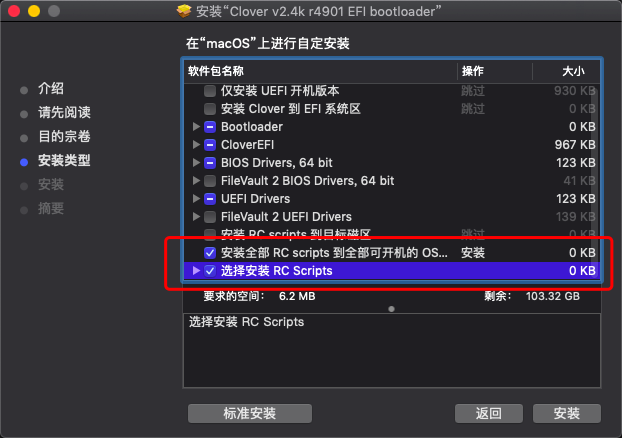 安装“Clover v2.4k r4901 EFI bootloader”
在“macOS”上进行自定安装
介绍
请先阅读
目的宗卷
安装类型
安装
摘要
软件包名称 操作 大小
仅安装 UEFI 开机版本 跳过 930 KB
安装 Clover 到 EFI 系统区 跳过 0 KB
Bootloader 0 KB
CloverEFI 967 KB
BIOS Drivers, 64 bit 123 KB
FileVault 2 BIOS Drivers, 64 bit 41 KB
UEFI Drivers 123 KB
FileVault 2 UEFI Drivers 139 KB
安装 RC scripts 到目标磁区 跳过 0 KB
安装全部 RC scripts 到全部可开机的 OS... 安装 0 KB
选择安装 RC Scripts 0 KB
要求的空间: 6.2 MB 剩余: 103.32 GB
选择安装 RC Scripts
标准安装 返回 安装